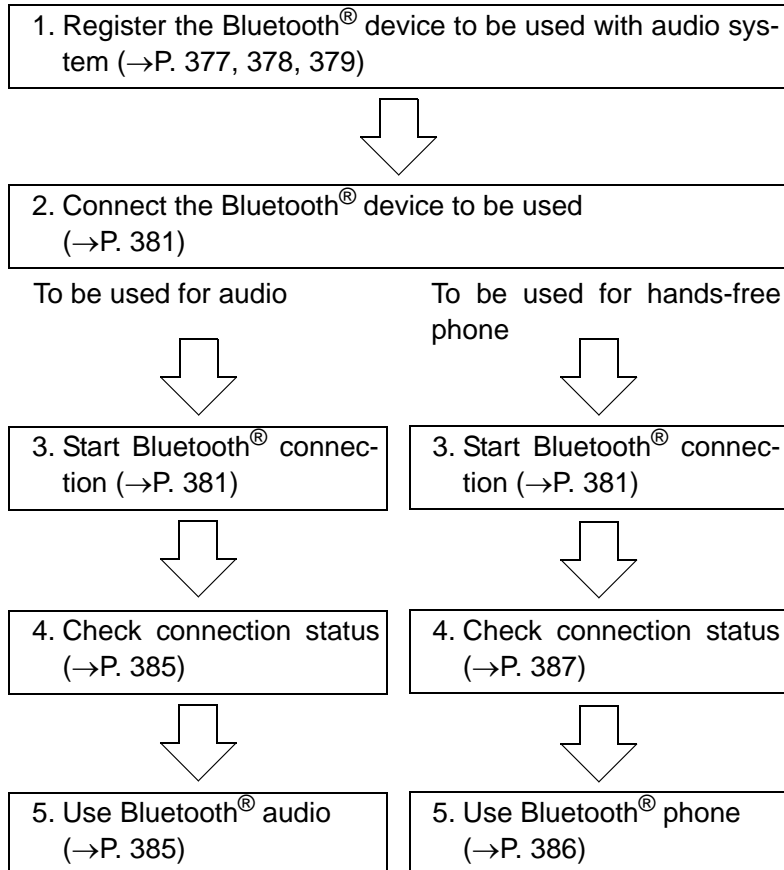 1. Register the Bluetooth® device to be used with audio sys-
tem (→P. 377, 378, 379)
2. Connect the Bluetooth® device to be used
(→P. 381)
To be used for audio
To be used for hands-free
phone
3. Start Bluetooth® connec-
tion (→P. 381)
3. Start Bluetooth® connec-
tion (→P. 381)
4. Check connection status
(→P. 385)
4. Check connection status
(→P. 387)
5. Use Bluetooth® audio
(→P. 385)
5. Use Bluetooth® phone
(→P. 386)